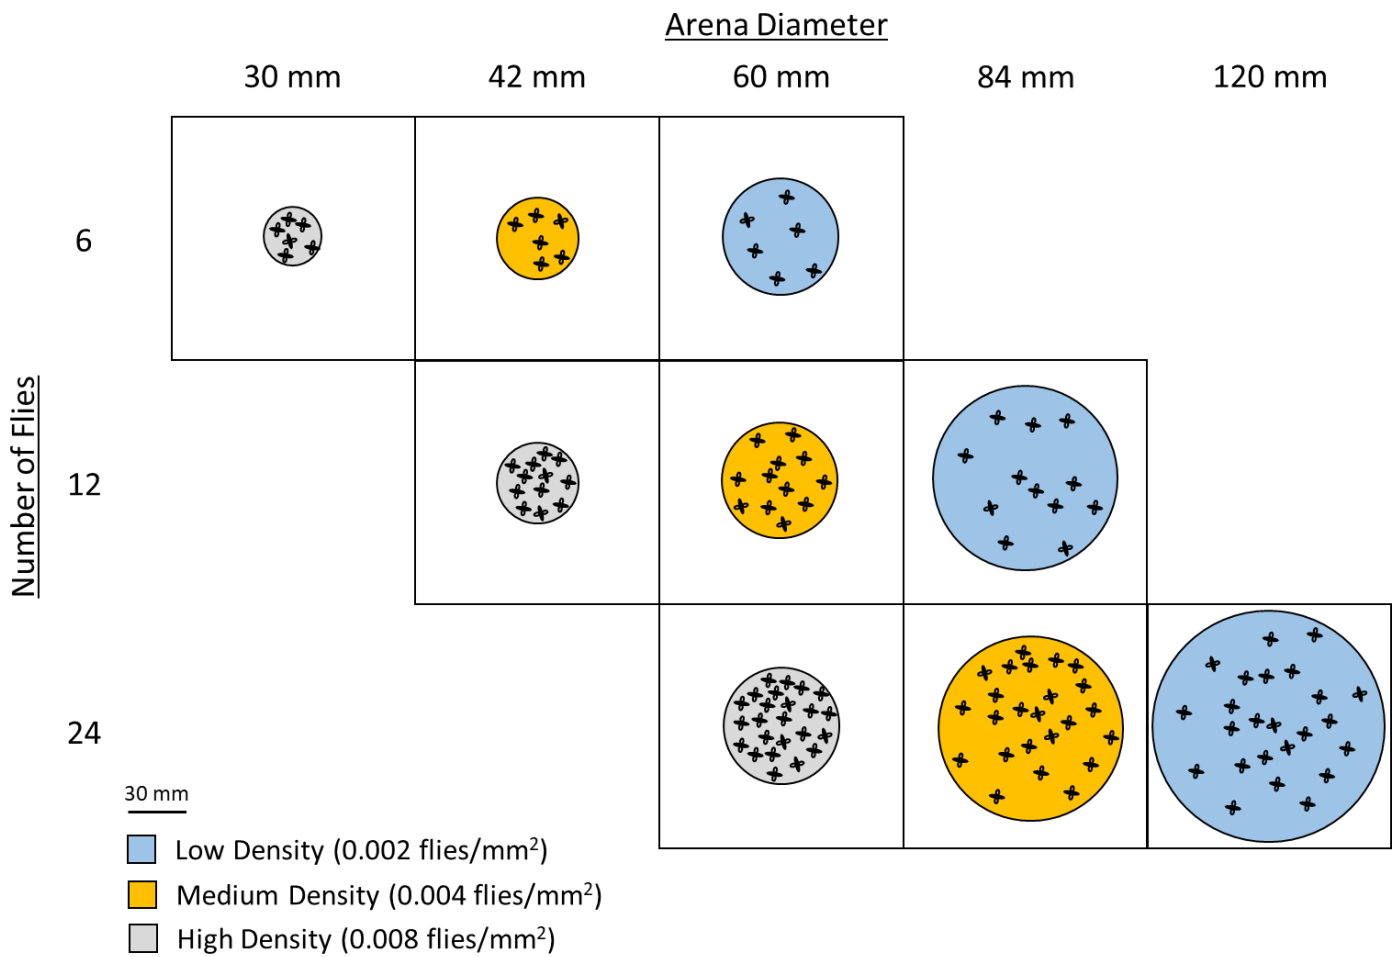 Arena Diameter
30 mm 42 mm 60 mm 84 mm 120 mm
Number of Flies
6
12
24
30 mm
Low Density (0.002 flies/mm²)
Medium Density (0.004 flies/mm²)
High Density (0.008 flies/mm²)